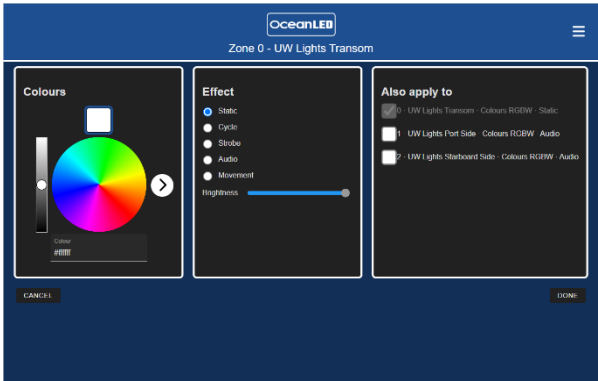 OceanLED
Zone 0 - UW Lights Transom
Colours
Colour
#ffffff
Effect
Static
Cycle
Strobe
Audio
Movement
Brightness
Also apply to
0 - UW Lights Transom - Colours RGBW - Static
1 UW Lights Port Side - Colours RGBW Audio
2 - UW Lights Starboard Side - Colours RGBW - Audio
CANCEL
DONE